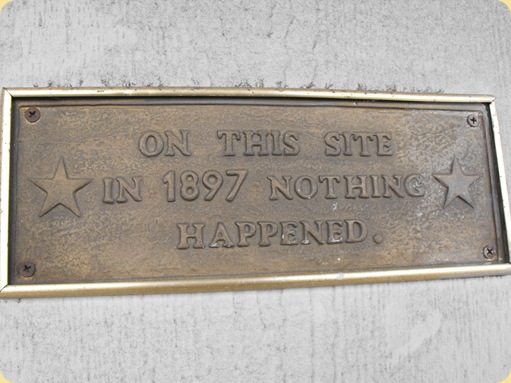 ON THIS SITE
IN 1897 NOTHING
HAPPENED.